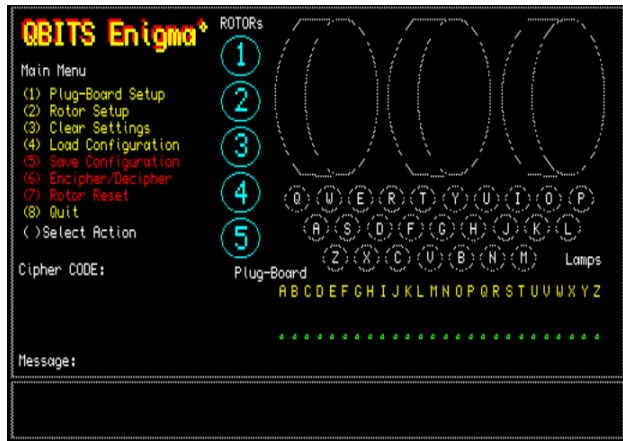 QBITS Enigma
ROTORs
1
2
3
4
5
Main Menu
(1) Plug-Board Setup
(2) Rotor Setup
(3) Clear Settings
(4) Load Configuration
(5) Save Configuration
(6) Encipher/Decipher
(7) Rotor Reset
(8) Quit
( )Select Action
Cipher CODE:
Q W E R T Y U I O P
A S D F G H J K L
Z X C V B N M Lamps
Plug-Board
A B C D E F G H I J K L M N O P Q R S T U V W X Y Z
Message: